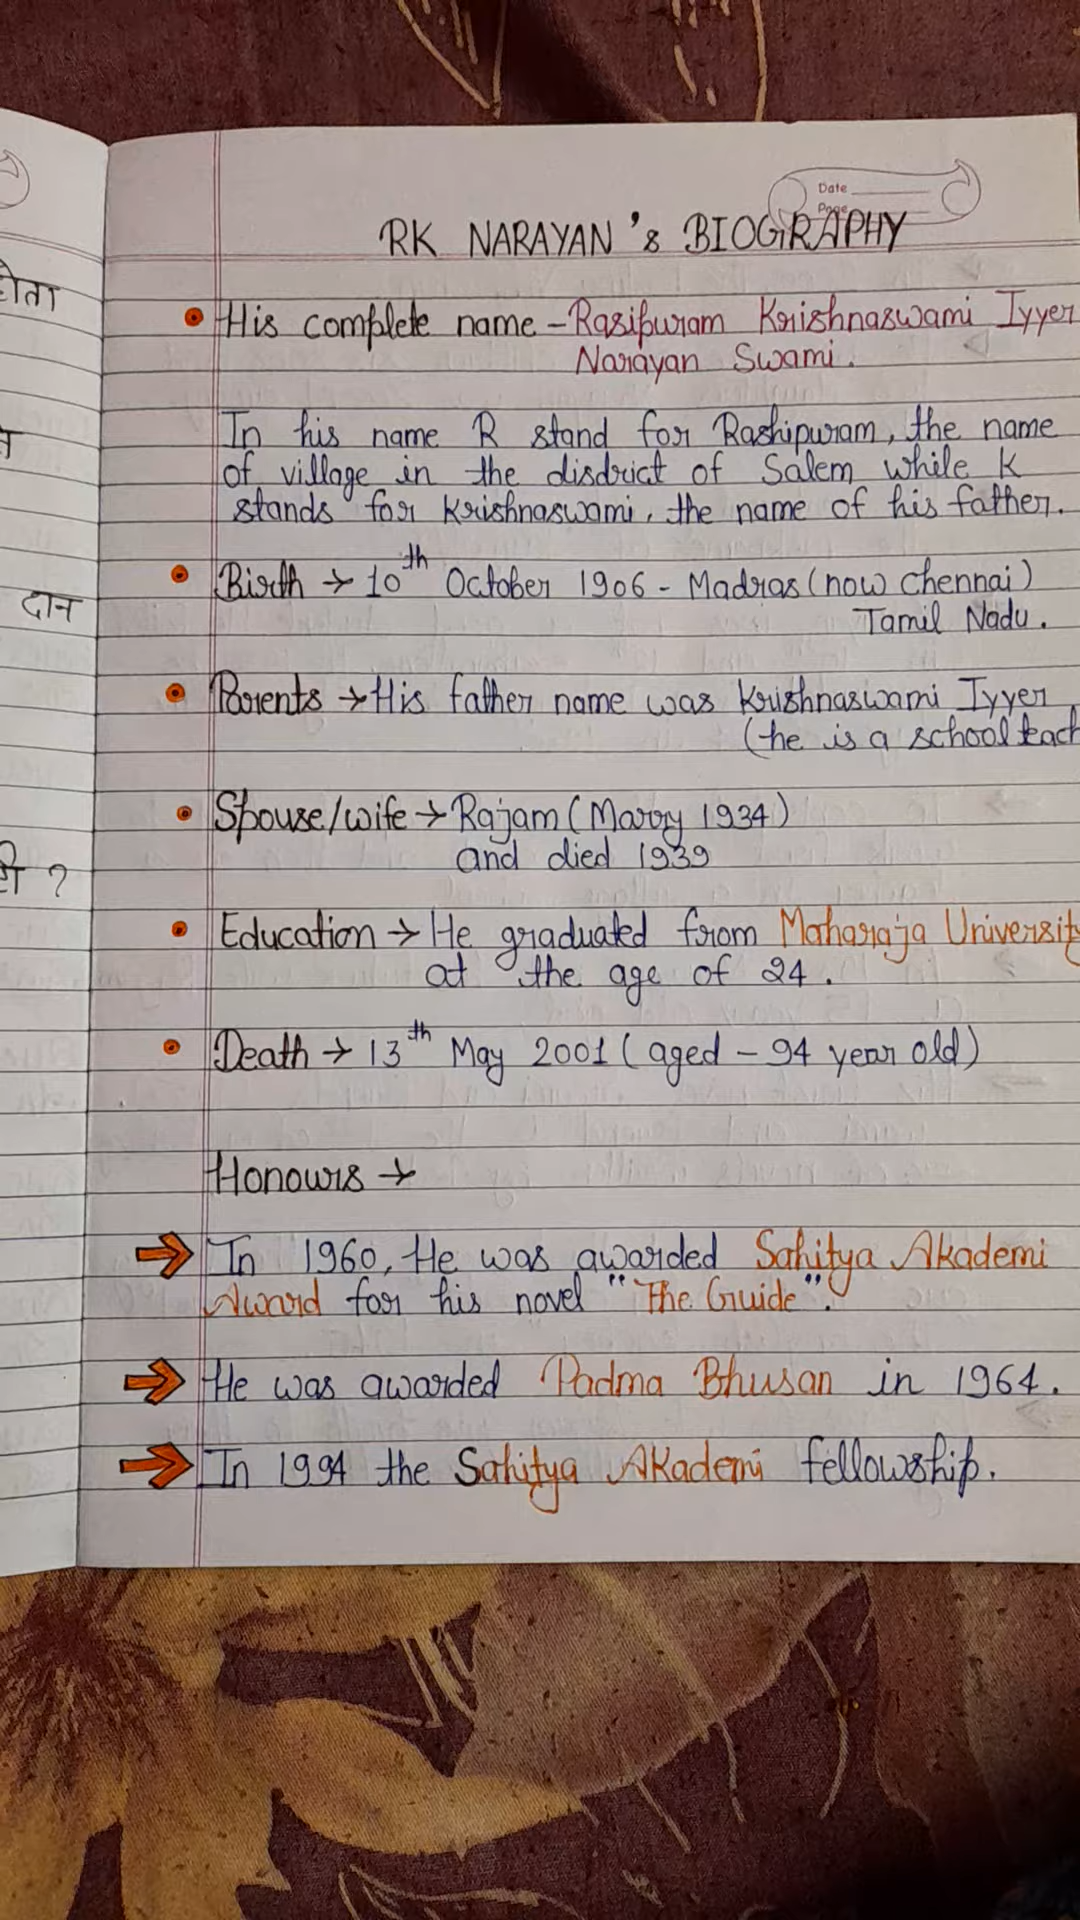 Date
Page
RK NARAYAN's BIOGRAPHY
होता
His complete name - Rasipuram Krishnaswami Iyyer
Narayan Swami.
In his name R stand for Rashipuram, the name
of village in the disdrict of Salem while K
stands for Krishnaswami, the name of his father.
Birth → 10th October 1906 - Madras (now Chennai)
दान
Tamil Nadu.
Parents → His father name was Krishnaswami Iyyer
(he is a school teach
Spouse/wife → Rajam (Marry 1934)
and died 1939
?
Education → He graduated from Maharaja University
at the age of 24.
Death → 13th May 2001 (aged - 94 year old)
Honours →
In 1960, He was awarded Sahitya Akademi
Award for his novel "The Guide".
He was awarded Padma Bhusan in 1964.
In 1994 the Sahitya Akademi fellowship.